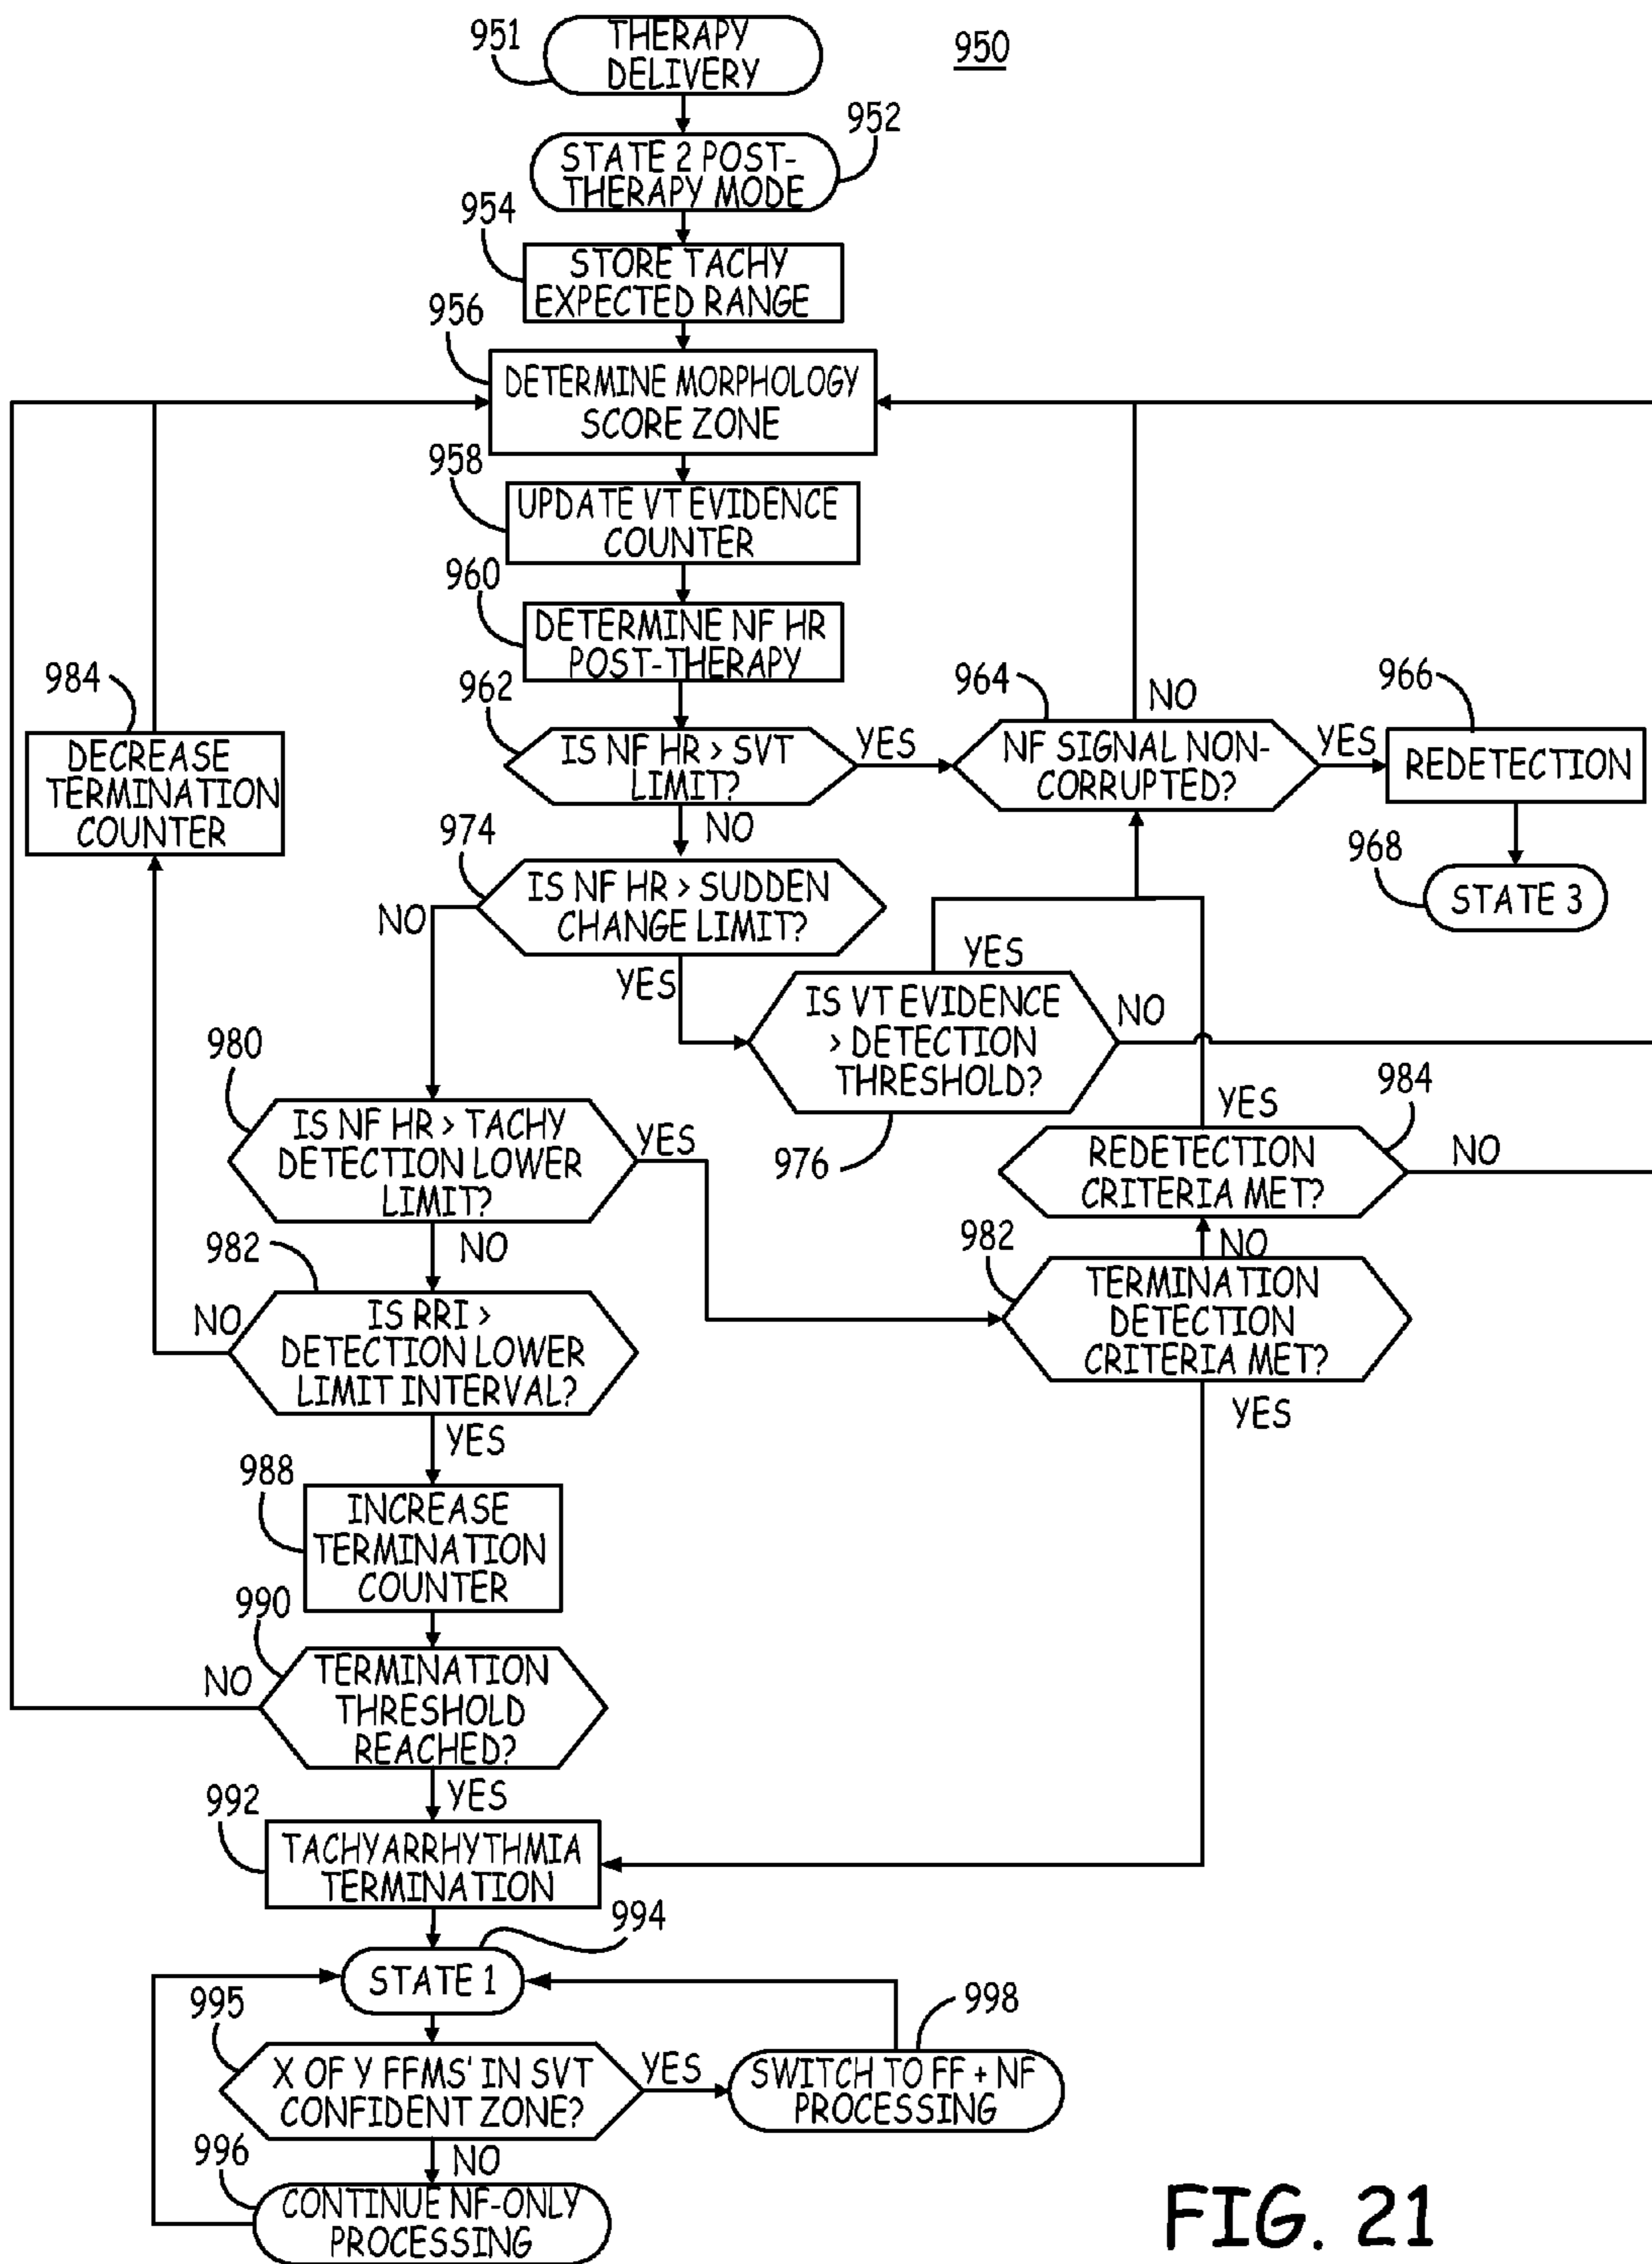 951
THERAPY
DELIVERY
950
952
STATE 2 POST-
THERAPY MODE
954
STORE TACHY
EXPECTED RANGE
956
DETERMINE MORPHOLOGY
SCORE ZONE
958
UPDATE VT EVIDENCE
COUNTER
960
DETERMINE NF HR
POST-THERAPY
984
DECREASE
TERMINATION
COUNTER
962
IS NF HR > SVT
LIMIT?
YES
NO
964
NF SIGNAL NON-
CORRUPTED?
NO
YES
966
REDETECTION
968
STATE 3
974
IS NF HR > SUDDEN
CHANGE LIMIT?
NO
YES
IS VT EVIDENCE
> DETECTION
THRESHOLD?
YES
NO
976
980
IS NF HR > TACHY
DETECTION LOWER
LIMIT?
YES
NO
984
REDETECTION
CRITERIA MET?
YES
NO
982
IS RRI >
DETECTION LOWER
LIMIT INTERVAL?
NO
YES
982
TERMINATION
DETECTION
CRITERIA MET?
NO
YES
988
INCREASE
TERMINATION
COUNTER
990
TERMINATION
THRESHOLD
REACHED?
NO
YES
992
TACHYARRHYTHMIA
TERMINATION
994
STATE 1
995
X OF Y FFMS' IN SVT
CONFIDENT ZONE?
YES
NO
998
SWITCH TO FF + NF
PROCESSING
996
CONTINUE NF-ONLY
PROCESSING
FIG. 21